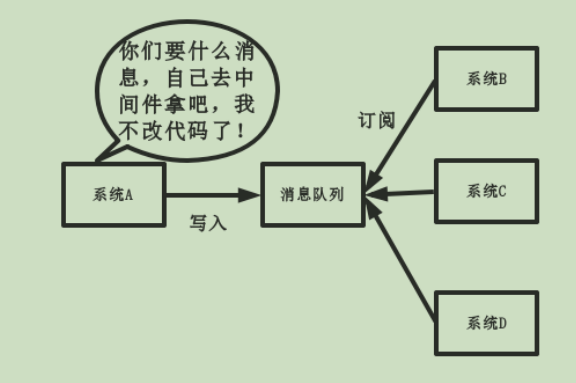 你们要什么消
息，自己去中
间件拿吧，我
不改代码了！
系统B
订阅
系统A
消息队列
系统C
写入
系统D